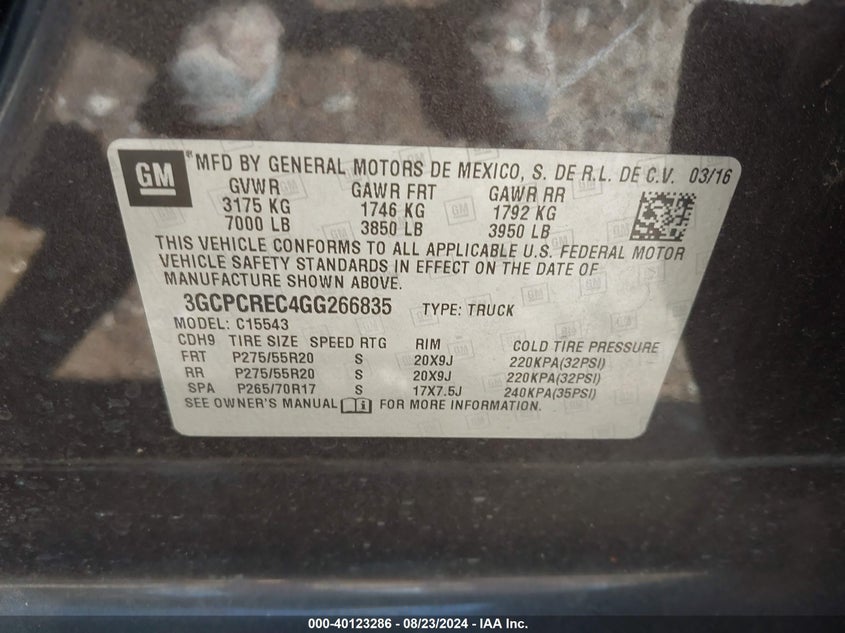 GM
MFD BY GENERAL MOTORS DE MEXICO, S. DE R.L. DE C.V. 03/16
GVWR GAWR FRT GAWR RR
3175 KG 1746 KG 1792 KG
7000 LB 3850 LB 3950 LB
THIS VEHICLE CONFORMS TO ALL APPLICABLE U.S. FEDERAL MOTOR
VEHICLE SAFETY STANDARDS IN EFFECT ON THE DATE OF
MANUFACTURE SHOWN ABOVE.
3GCPCREC4GG266835 TYPE: TRUCK
MODEL: C15543
CDH9 TIRE SIZE SPEED RTG RIM COLD TIRE PRESSURE
FRT P275/55R20 S 20X9J 220KPA(32PSI)
RR P275/55R20 S 20X9J 220KPA(32PSI)
SPA P265/70R17 S 17X7.5J 240KPA(35PSI)
SEE OWNER'S MANUAL FOR MORE INFORMATION.
000-40123286 - 08/23/2024 - IAA Inc.